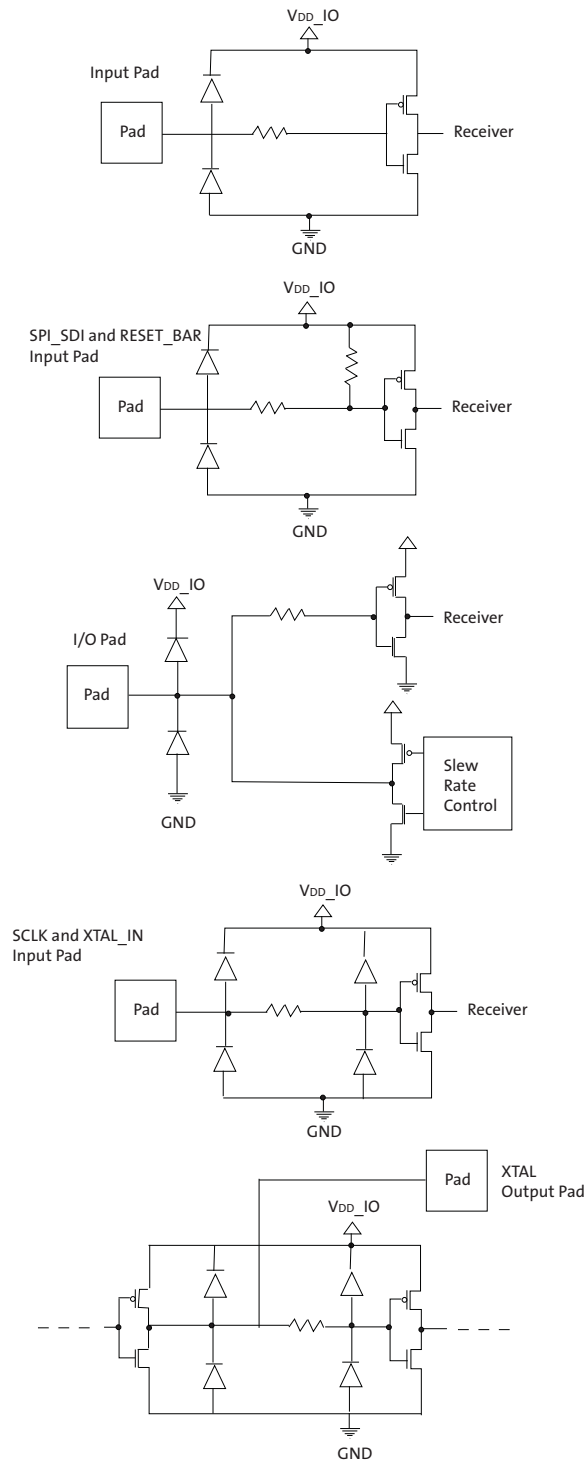 VDD_IO
Input Pad
Pad
Receiver
GND
VDD_IO
SPI_SDI and RESET_BAR
Input Pad
Pad
Receiver
GND
VDD_IO
I/O Pad
Pad
Receiver
GND
Slew
Rate
Control
VDD_IO
SCLK and XTAL_IN
Input Pad
Pad
Receiver
GND
Pad
XTAL
Output Pad
VDD_IO
GND